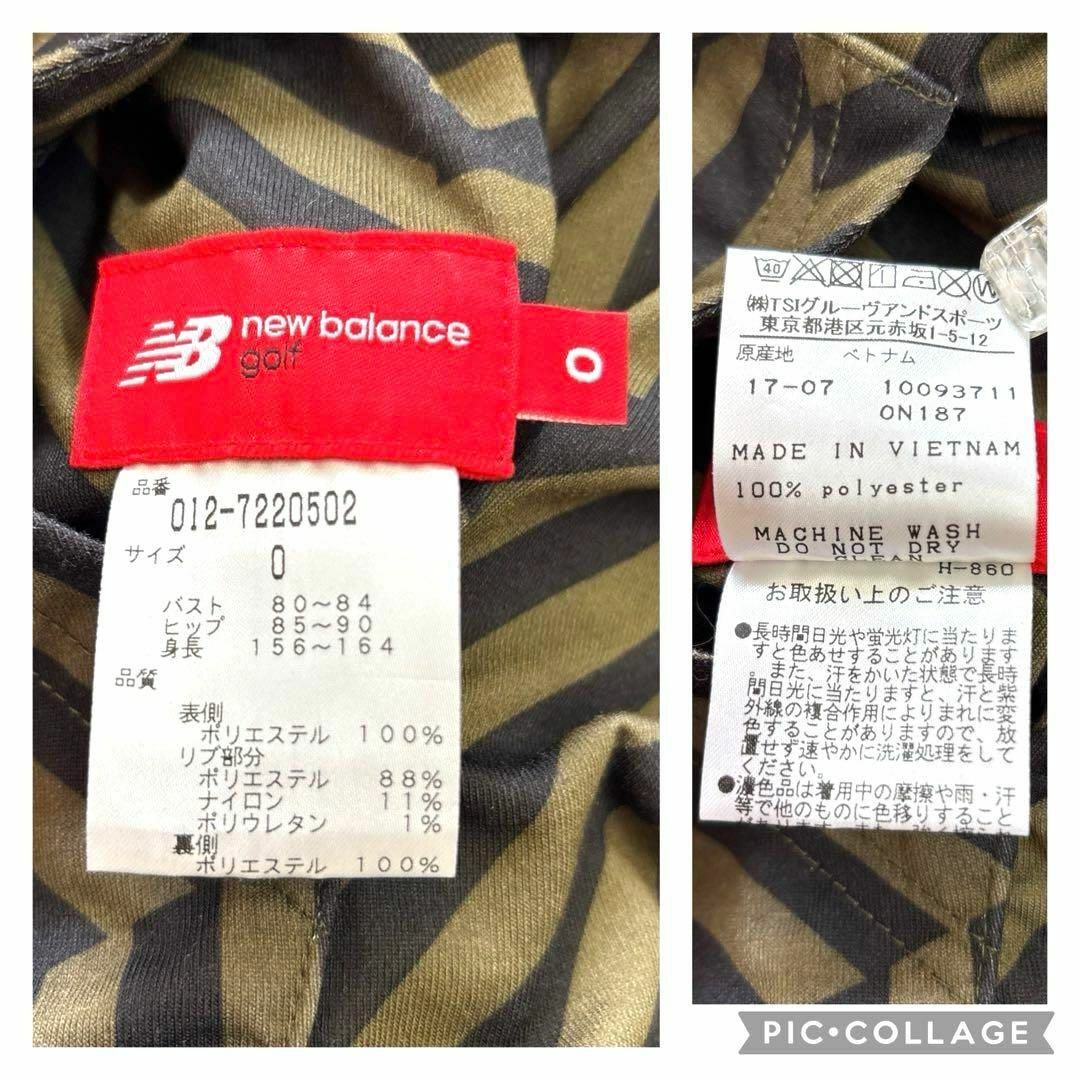 new balance
golf
0
品番
012-7220502
サイズ 0
バスト 80〜84
ヒップ 85〜90
身長 156〜164
品質
表側
ポリエステル 100%
リブ部分
ポリエステル 88%
ナイロン 11%
ポリウレタン 1%
裏側
ポリエステル 100%
40
W
㈱TSIグルーヴアンドスポーツ
東京都港区元赤坂1-5-12
原産地 ベトナム
17-07 10093711
0N187
MADE IN VIETNAM
100% polyester
MACHINE WASH
DO NOT DRY
CLEAN
H-860
お取扱い上のご注意
●長時間日光や蛍光灯に当たりま
すと色あせすることがあります
。また、汗をかいた状態で長時
間日光に当たりますと、汗と紫
外線の複合作用によりまれに変
色することがありますので、放
置せず速やかに洗濯処理をして
ください。
●濃色品は着用中の摩擦や雨・汗
等で他のものに色移りすること
PIC•COLLAGE